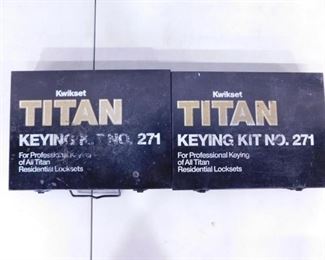 Kwikset
TITAN
KEYING KIT NO. 271
For Professional Keying
of All Titan
Residential Locksets
Kwikset
TITAN
KEYING KIT NO. 271
For Professional Keying
of All Titan
Residential Locksets